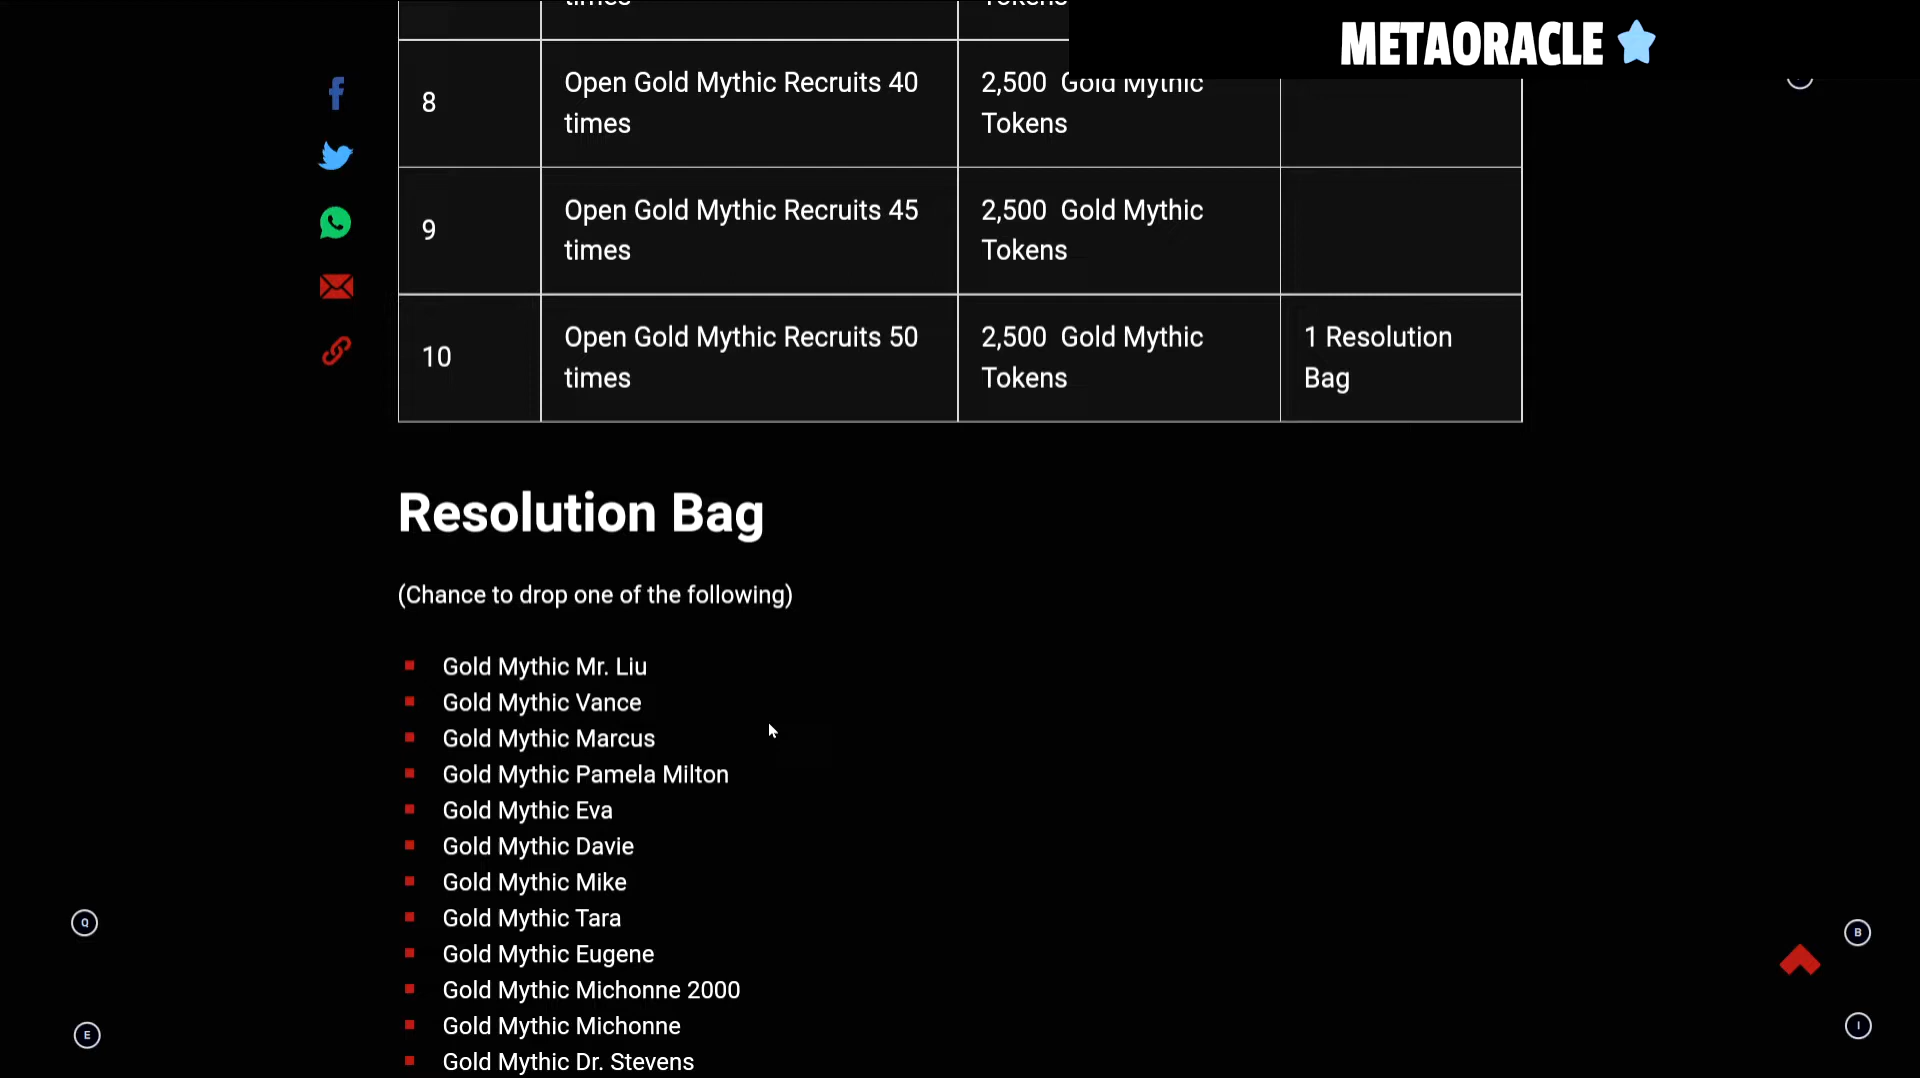 times
Tokens
METAORACLE
8
Open Gold Mythic Recruits 40
times
2,500 Gold Mythic
Tokens
9
Open Gold Mythic Recruits 45
times
2,500 Gold Mythic
Tokens
10
Open Gold Mythic Recruits 50
times
2,500 Gold Mythic
Tokens
1 Resolution
Bag
Resolution Bag
(Chance to drop one of the following)
Gold Mythic Mr. Liu
Gold Mythic Vance
Gold Mythic Marcus
Gold Mythic Pamela Milton
Gold Mythic Eva
Gold Mythic Davie
Gold Mythic Mike
Gold Mythic Tara
Gold Mythic Eugene
Gold Mythic Michonne 2000
Gold Mythic Michonne
Gold Mythic Dr. Stevens
Q
B
E
I